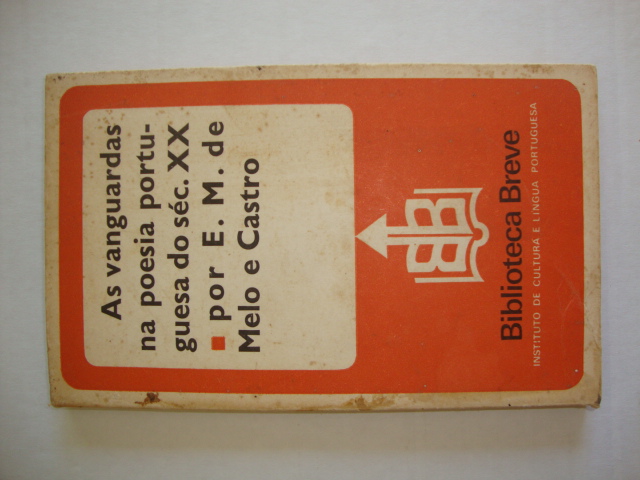 As vanguardas
na poesia portu-
guesa do séc. XX
por E. M. de
Melo e Castro
BB
Biblioteca Breve
INSTITUTO DE CULTURA E LÍNGUA PORTUGUESA